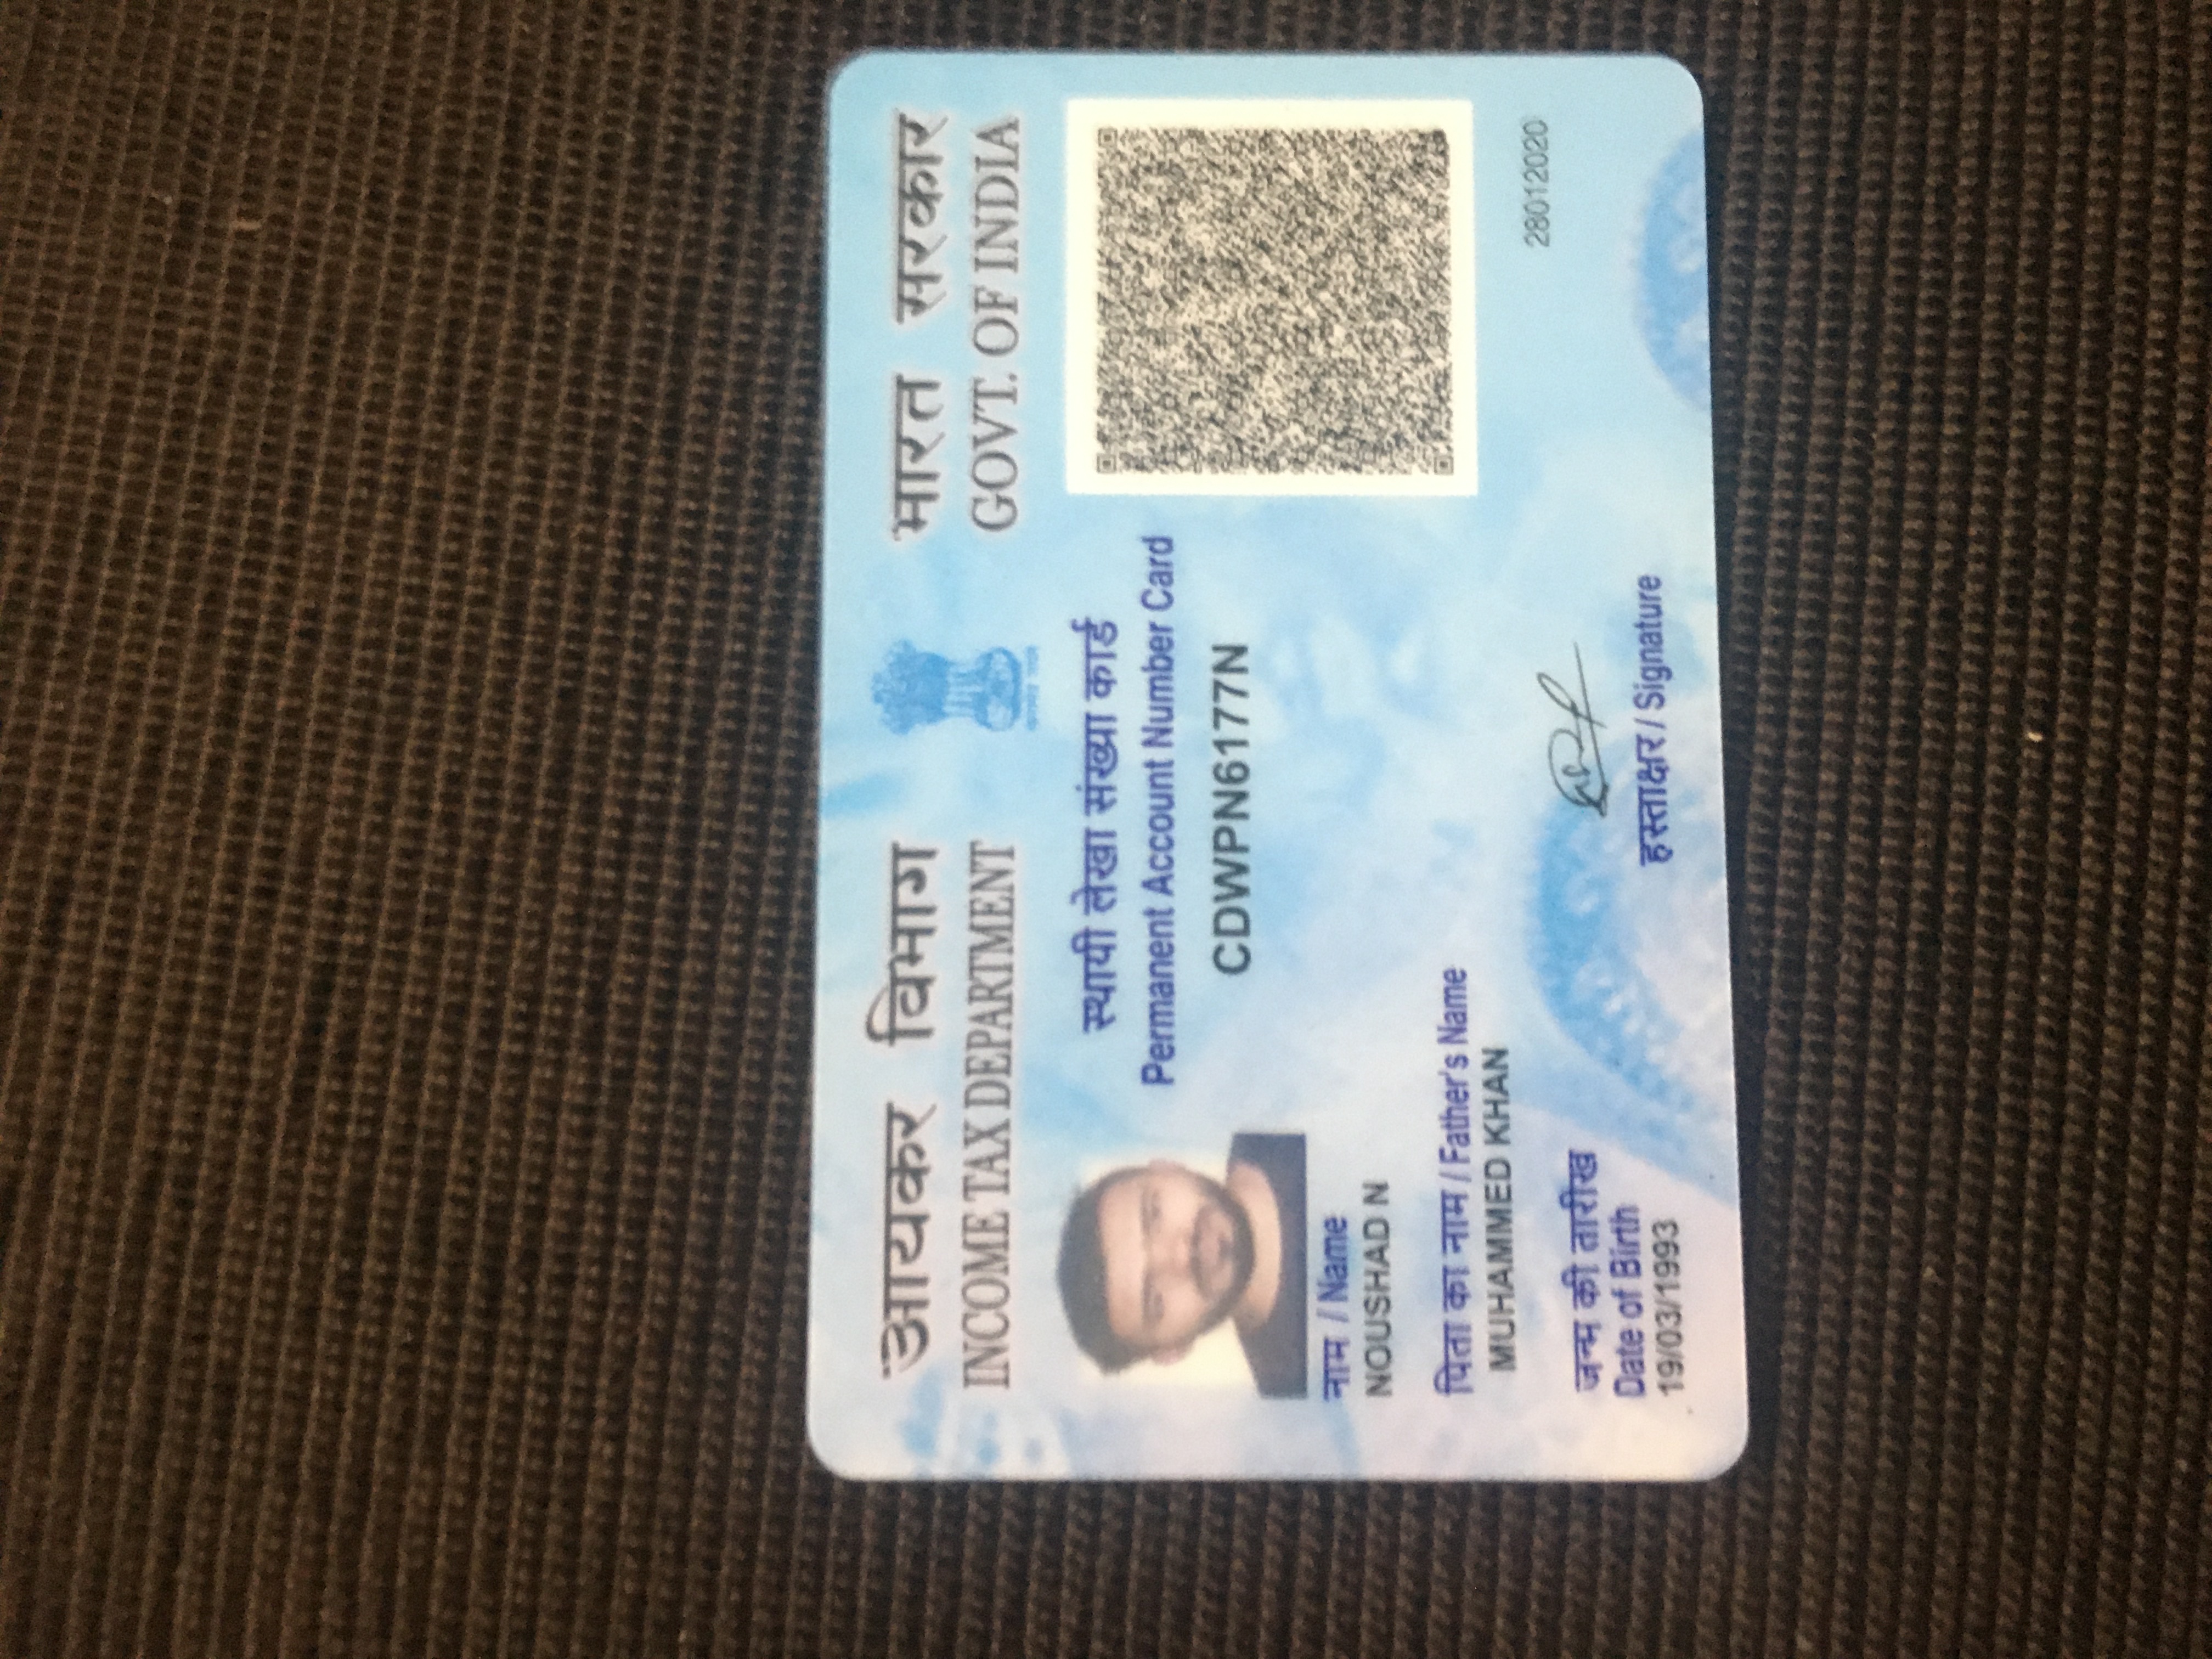 आयकर विभाग
INCOME TAX DEPARTMENT
भारत सरकार
GOVT. OF INDIA
स्थायी लेखा संख्या कार्ड
Permanent Account Number Card
CDWPN6177N
नाम / Name
NOUSHAD N
पिता का नाम / Father's Name
MUHAMMED KHAN
28012020
जन्म की तारीख
Date of Birth
19/03/1993
हस्ताक्षर / Signature